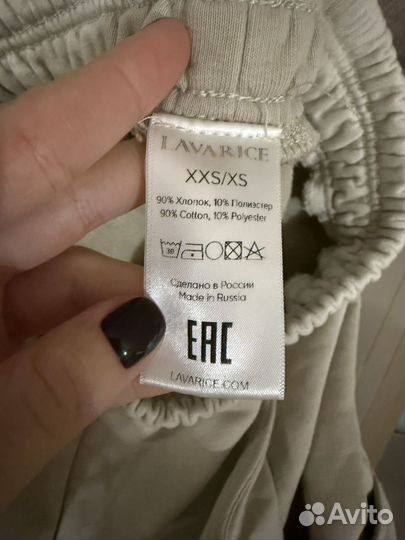 LAVARICE
XXS/XS
90% Хлопок, 10% Полиэстер
90% Cotton, 10% Polyester
30
Сделано в России
Made in Russia
EAC
LAVARICE.COM
Avito